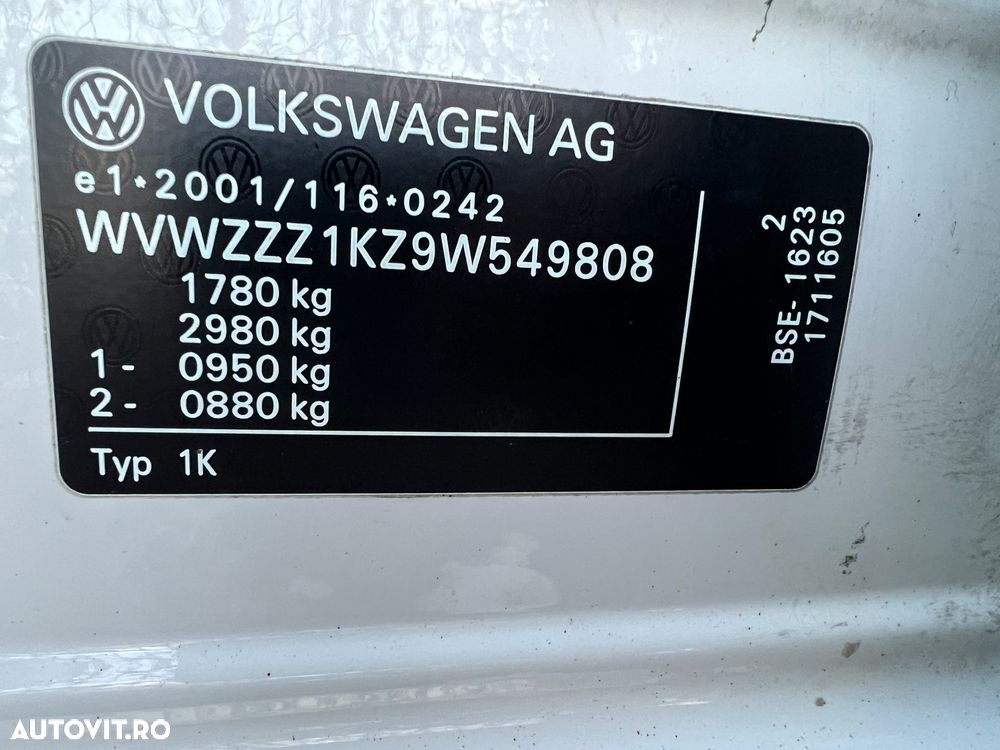 VOLKSWAGEN AG
e1*2001/116*0242
WVWZZZ1KZ9W549808
1780 kg
2980 kg
1- 0950 kg
2- 0880 kg
Typ 1K
2
BSE- 1623
1711605
AUTOVIT.RO